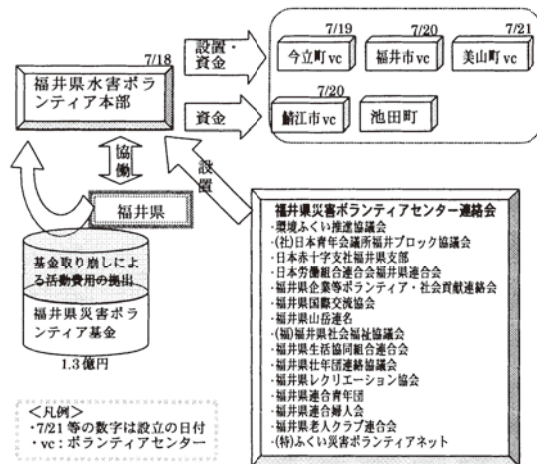 7/18
福井県水害ボラ
ンティア本部
設置・
資金
資金
7/19
今立町vc
7/20
福井市vc
7/21
美山町vc
7/20
鯖江市vc
池田町
協働
設置
福井県
基金取り崩しによ
る活動費用の拠出
福井県災害ボラ
ンティア基金
1.3億円
福井県災害ボランティアセンター連絡会
・環境ふくい推進協議会
・(社)日本青年会議所福井ブロック協議会
・日本赤十字支社福井県支部
・日本労働組合連合会福井県連合会
・福井県企業等ボランティア・社会貢献連絡会
・福井県国際交流協会
・福井県山岳連名
・(福)福井県社会福祉協議会
・福井県生活協同組合連合会
・福井県壮年団連絡協議会
・福井県レクリエーション協会
・福井県連合青年団
・福井県連合婦人会
・福井県老人クラブ連合会
・(特)ふくい災害ボランティアネット
＜凡例＞
・7/21 等の数字は設立の日付
・vc：ボランティアセンター